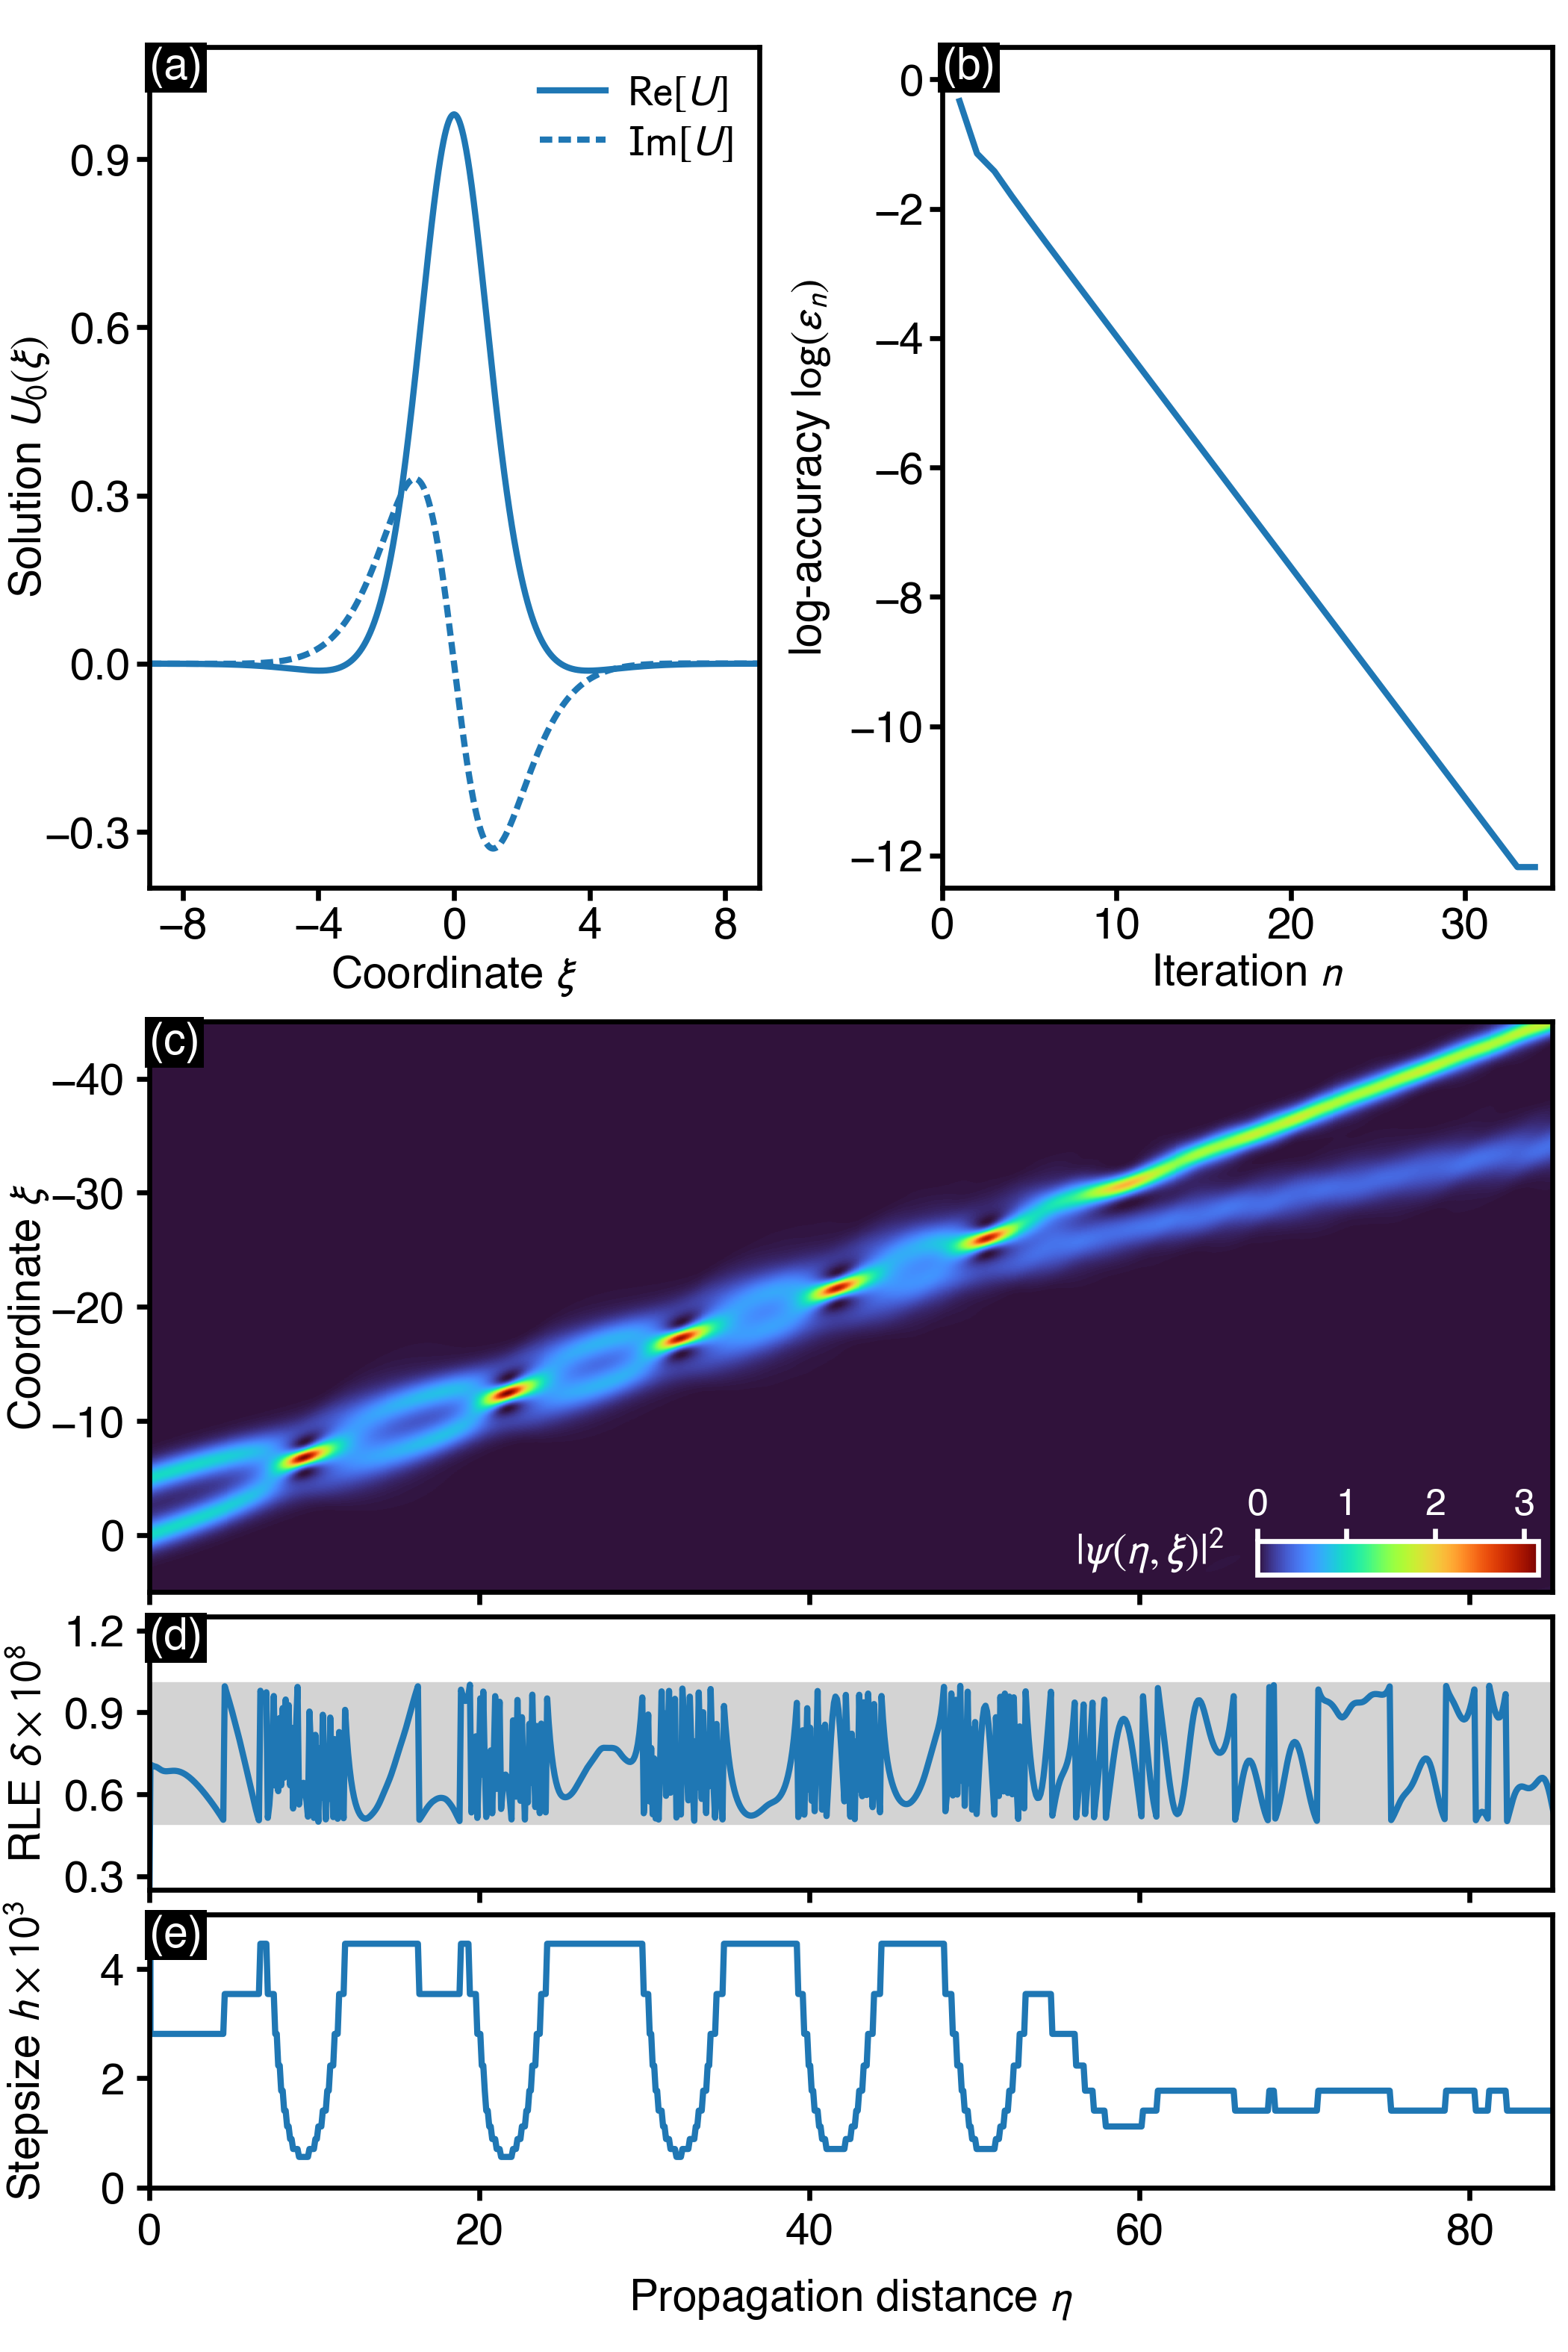 (a)
Re[U]
Im[U]
0.9
0.6
0.3
0.0
−0.3
Solution U₀(ξ)
−8 −4 0 4 8
Coordinate ξ
(b)
0
−2
−4
−6
−8
−10
−12
log-accuracy log(εₙ)
0 10 20 30
Iteration n
(c)
−40
−30
−20
−10
0
Coordinate ξ
0 1 2 3
|ψ(η, ξ)|²
(d)
1.2
0.9
0.6
0.3
RLE δ × 10⁸
(e)
4
2
0
Stepsize h × 10³
0 20 40 60 80
Propagation distance η